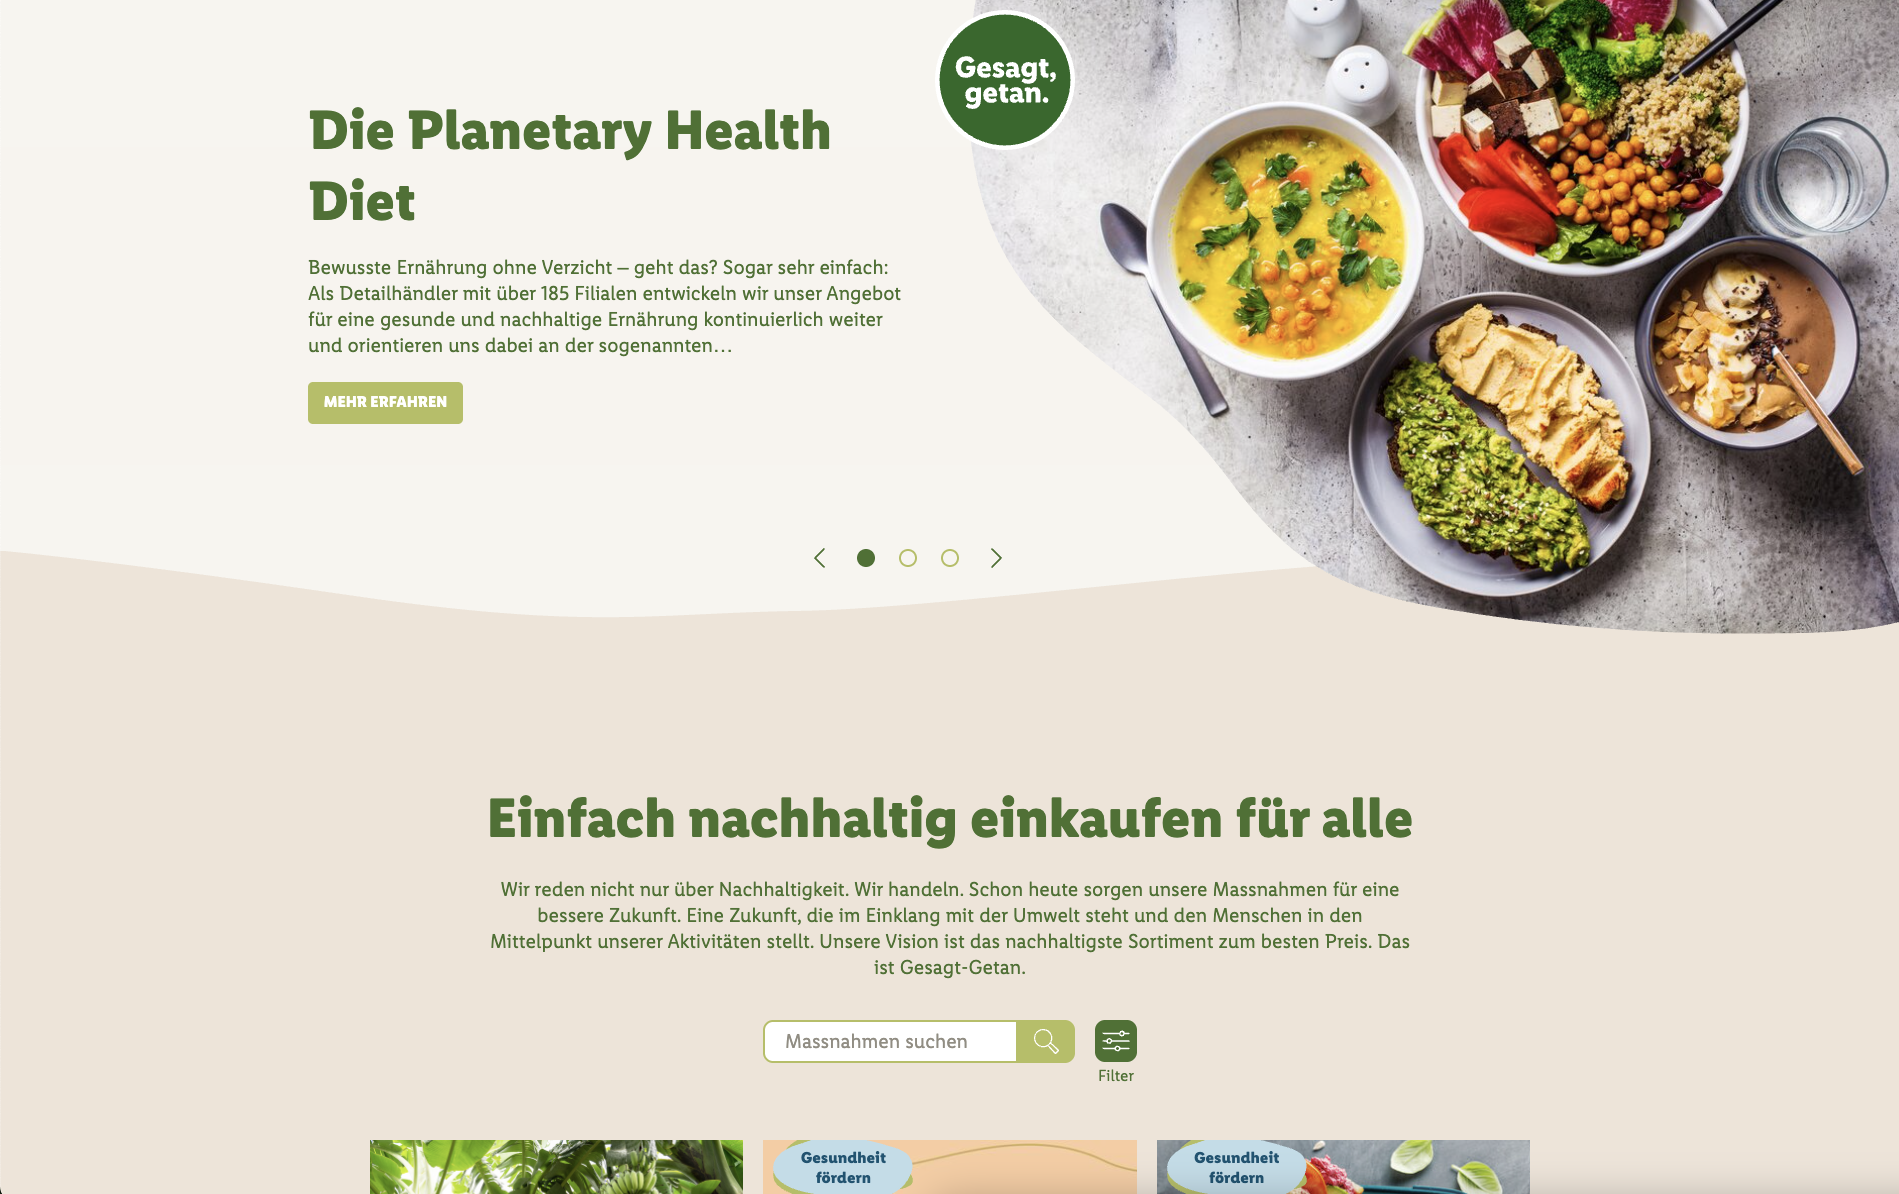 Gesagt,
getan.
Die Planetary Health
Diet
Bewusste Ernährung ohne Verzicht – geht das? Sogar sehr einfach:
Als Detailhändler mit über 185 Filialen entwickeln wir unser Angebot
für eine gesunde und nachhaltige Ernährung kontinuierlich weiter
und orientieren uns dabei an der sogenannten…
MEHR ERFAHREN
Einfach nachhaltig einkaufen für alle
Wir reden nicht nur über Nachhaltigkeit. Wir handeln. Schon heute sorgen unsere Massnahmen für eine
bessere Zukunft. Eine Zukunft, die im Einklang mit der Umwelt steht und den Menschen in den
Mittelpunkt unserer Aktivitäten stellt. Unsere Vision ist das nachhaltigste Sortiment zum besten Preis. Das
ist Gesagt-Getan.
Massnahmen suchen
Filter
Gesundheit
fördern
Gesundheit
fördern